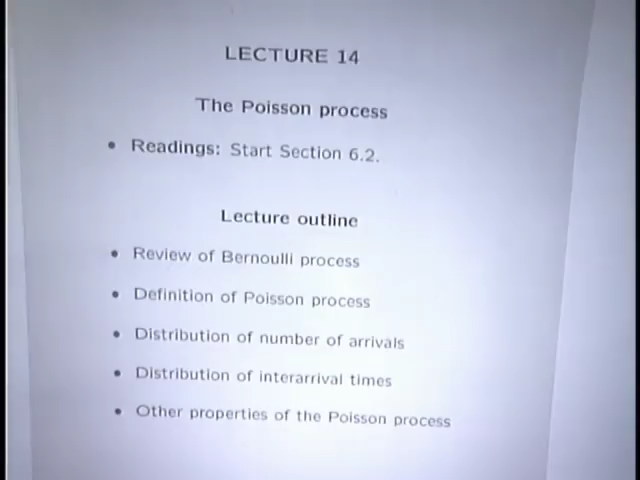 LECTURE 14
The Poisson process
• Readings: Start Section 6.2.
Lecture outline
• Review of Bernoulli process
• Definition of Poisson process
• Distribution of number of arrivals
• Distribution of interarrival times
• Other properties of the Poisson process